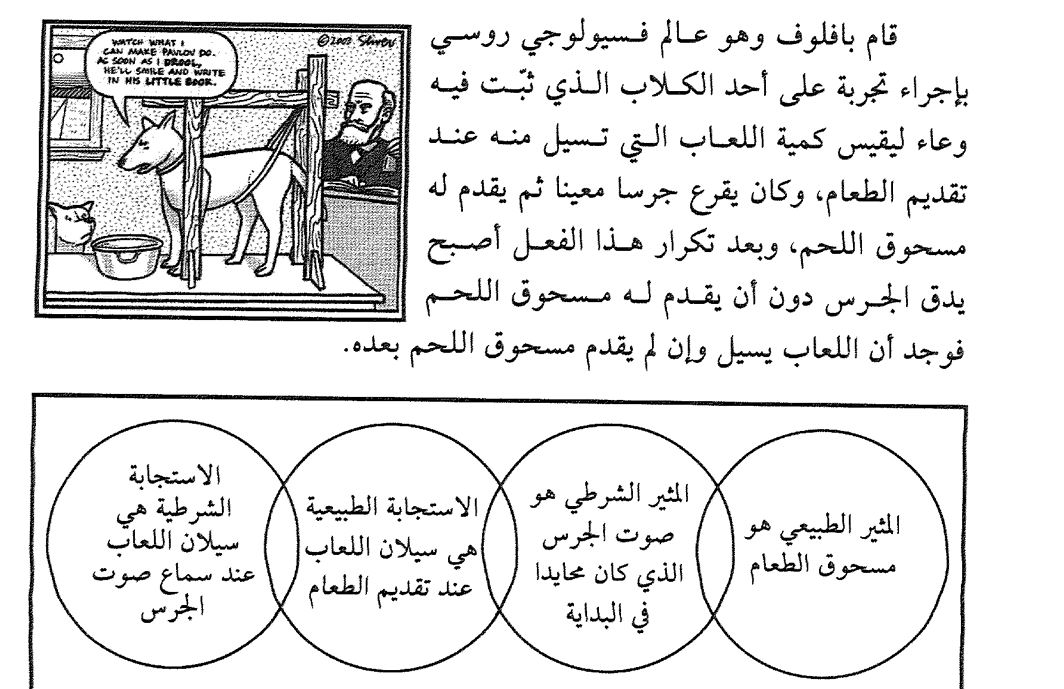 قام بافلوف وهو عالم فسيولوجي روسي
بإجراء تجربة على أحد الكلاب الذي ثبّت فيه
وعاء ليقيس كمية اللعاب التي تسيل منه عند
تقديم الطعام، وكان يقرع جرسا معينا ثم يقدم له
مسحوق اللحم، وبعد تكرار هذا الفعل أصبح
يدق الجرس دون أن يقدم له مسحوق اللحم
فوجد أن اللعاب يسيل وإن لم يقدم مسحوق اللحم بعده.
WATCH WHAT I
CAN MAKE PAVLOV DO.
AS SOON AS I DROOL,
HE'LL SMILE AND WRITE
IN HIS LITTLE BOOK.
المثير الطبيعي هو
مسحوق الطعام
المثير الشرطي هو
صوت الجرس
الذي كان محايدا
في البداية
الاستجابة الطبيعية
هي سيلان اللعاب
عند تقديم الطعام
الاستجابة
الشرطية هي
سيلان اللعاب
عند سماع صوت
الجرس